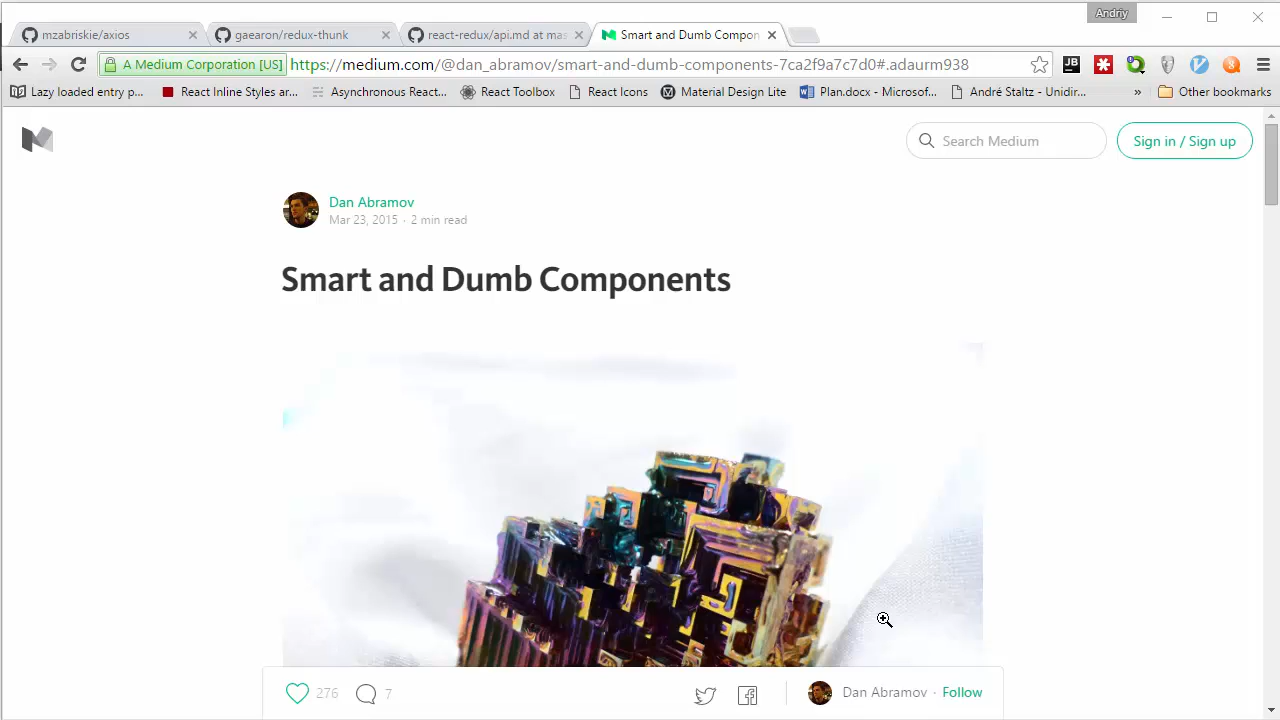 Andriy
mzabriskie/axios
gaearon/redux-thunk
react-redux/api.md at mas
Smart and Dumb Compon
A Medium Corporation [US]
https://medium.com/@dan_abramov/smart-and-dumb-components-7ca2f9a7c7d0#.adaurm938
JB
Lazy loaded entry p...
React Inline Styles ar...
Asynchronous React...
React Toolbox
React Icons
Material Design Lite
Plan.docx - Microsof...
André Staltz - Unidir...
»
Other bookmarks
Search Medium
Sign in / Sign up
Dan Abramov
Mar 23, 2015 · 2 min read
Smart and Dumb Components
276
7
Dan Abramov · Follow